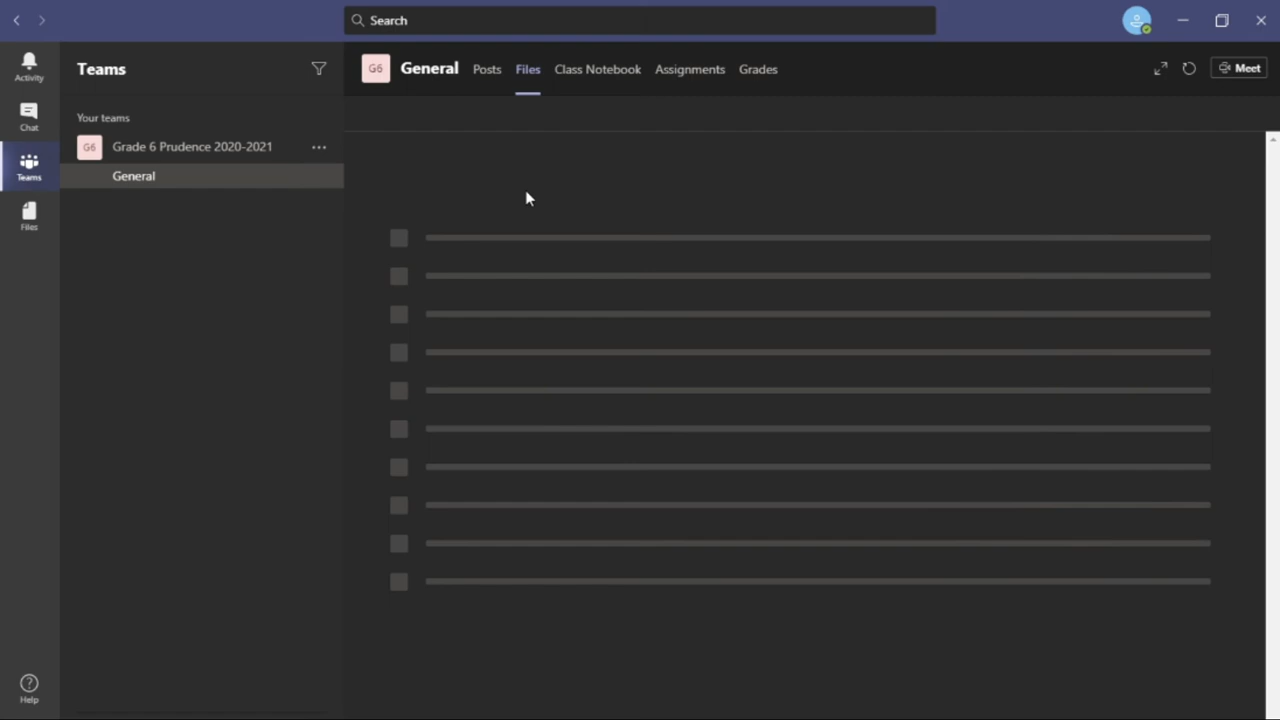 Search
Activity
Chat
Teams
Files
Help
Teams
Your teams
G6 Grade 6 Prudence 2020-2021 ...
General
G6 General Posts Files Class Notebook Assignments Grades
Meet